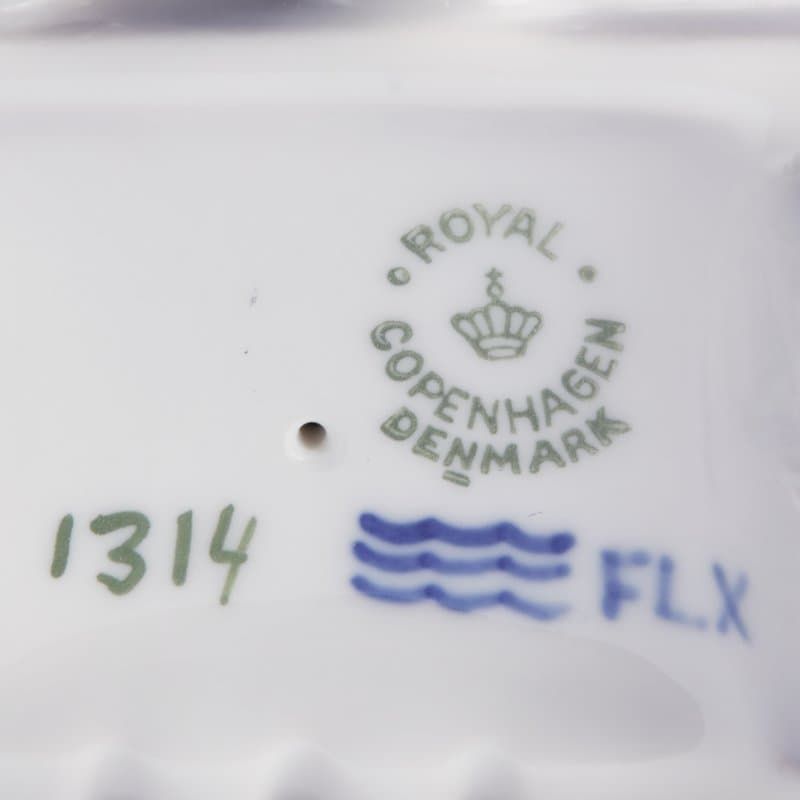 ROYAL
COPENHAGEN
DENMARK
1314
FLX